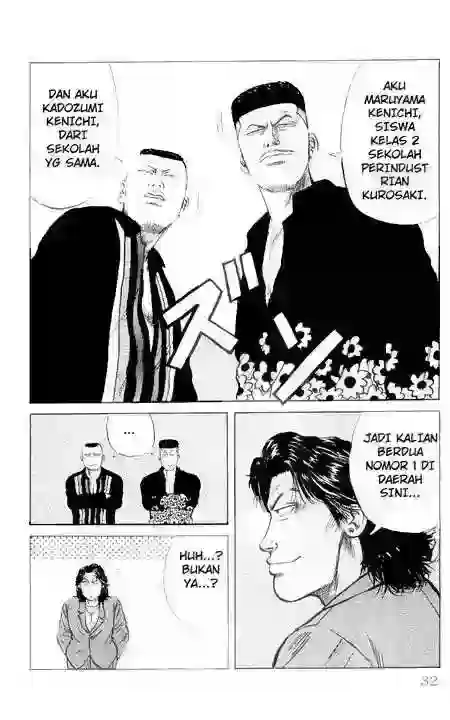 AKU
MARUYAMA
KENICHI,
SISWA
KELAS 2
SEKOLAH
PERINDUST
RIAN
KUROSAKI.
DAN AKU
KADOZUMI
KENICHI,
DARI
SEKOLAH
YG SAMA.
ズン
JADI KALIAN
BERDUA
NOMOR 1 DI
DAERAH
SINI...
...
HUH...?
BUKAN
YA...?
32